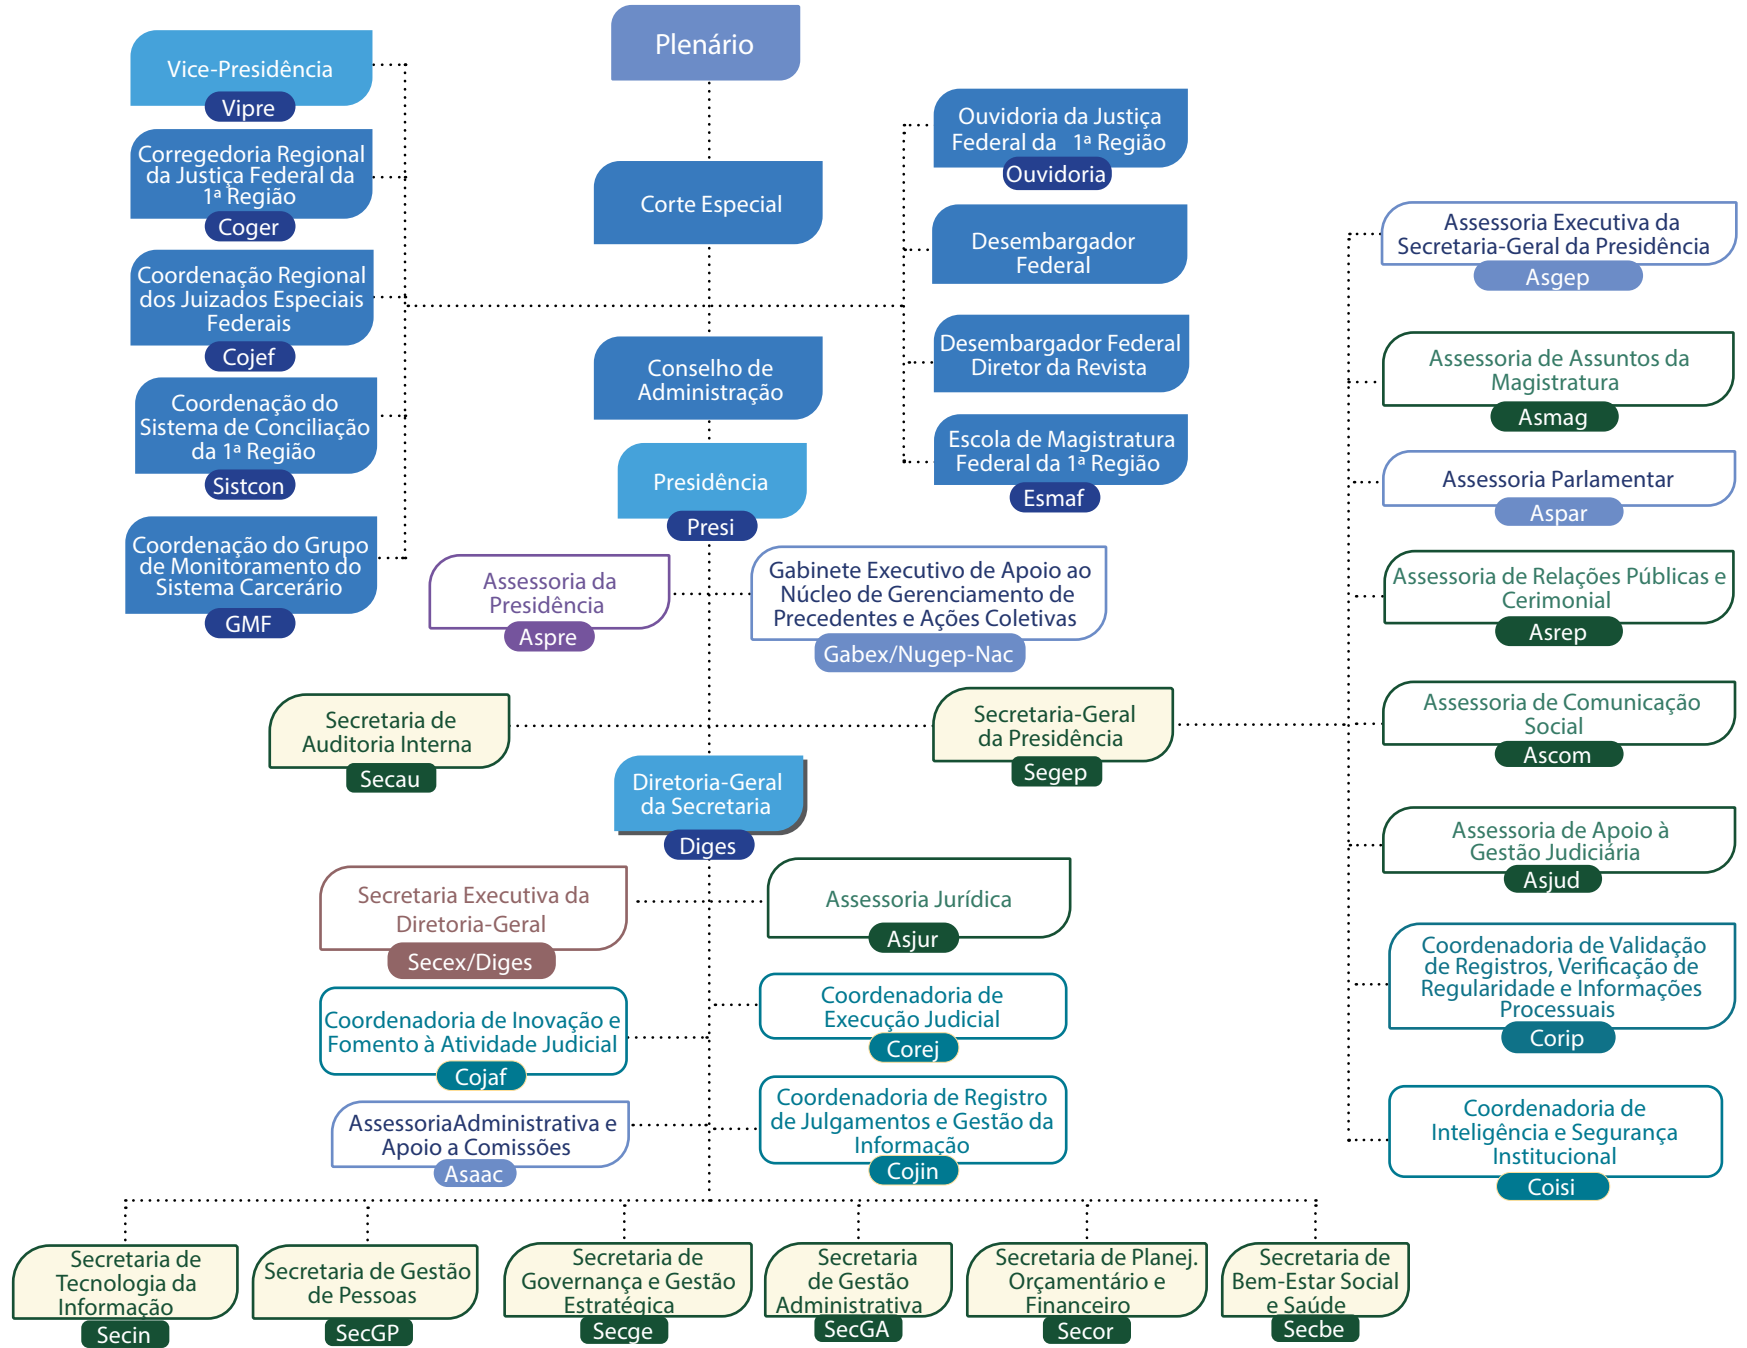 Plenário
Vice-Presidência
Vipre
Corregedoria Regional
da Justiça Federal da
1ª Região
Coger
Coordenação Regional
dos Juizados Especiais
Federais
Cojef
Coordenação do
Sistema de Conciliação
da 1ª Região
Sistcon
Coordenação do Grupo
de Monitoramento do
Sistema Carcerário
GMF
Corte Especial
Conselho de
Administração
Presidência
Presi
Ouvidoria da Justiça
Federal da 1ª Região
Ouvidoria
Desembargador
Federal
Desembargador Federal
Diretor da Revista
Escola de Magistratura
Federal da 1ª Região
Esmaf
Assessoria da
Presidência
Aspre
Gabinete Executivo de Apoio ao
Núcleo de Gerenciamento de
Precedentes e Ações Coletivas
Gabex/Nugep-Nac
Secretaria de
Auditoria Interna
Secau
Secretaria-Geral
da Presidência
Segep
Assessoria Executiva da
Secretaria-Geral da Presidência
Asgep
Assessoria de Assuntos da
Magistratura
Asmag
Assessoria Parlamentar
Aspar
Assessoria de Relações Públicas e
Cerimonial
Asrep
Assessoria de Comunicação
Social
Ascom
Assessoria de Apoio à
Gestão Judiciária
Asjud
Coordenadoria de Validação
de Registros, Verificação de
Regularidade e Informações
Processuais
Corip
Coordenadoria de
Inteligência e Segurança
Institucional
Coisi
Diretoria-Geral
da Secretaria
Diges
Secretaria Executiva da
Diretoria-Geral
Secex/Diges
Assessoria Jurídica
Asjur
Coordenadoria de Inovação e
Fomento à Atividade Judicial
Cojaf
Coordenadoria de
Execução Judicial
Corej
AssessoriaAdministrativa e
Apoio a Comissões
Asaac
Coordenadoria de Registro
de Julgamentos e Gestão da
Informação
Cojin
Secretaria de
Tecnologia da
Informação
Secin
Secretaria de Gestão
de Pessoas
SecGP
Secretaria de
Governança e Gestão
Estratégica
Secge
Secretaria
de Gestão
Administrativa
SecGA
Secretaria de Planej.
Orçamentário e
Financeiro
Secor
Secretaria de
Bem-Estar Social
e Saúde
Secbe